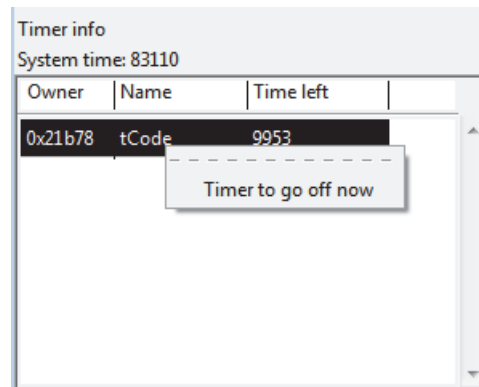 Timer info
System time: 83110
Owner Name Time left
0x21b78 tCode 9953
Timer to go off now